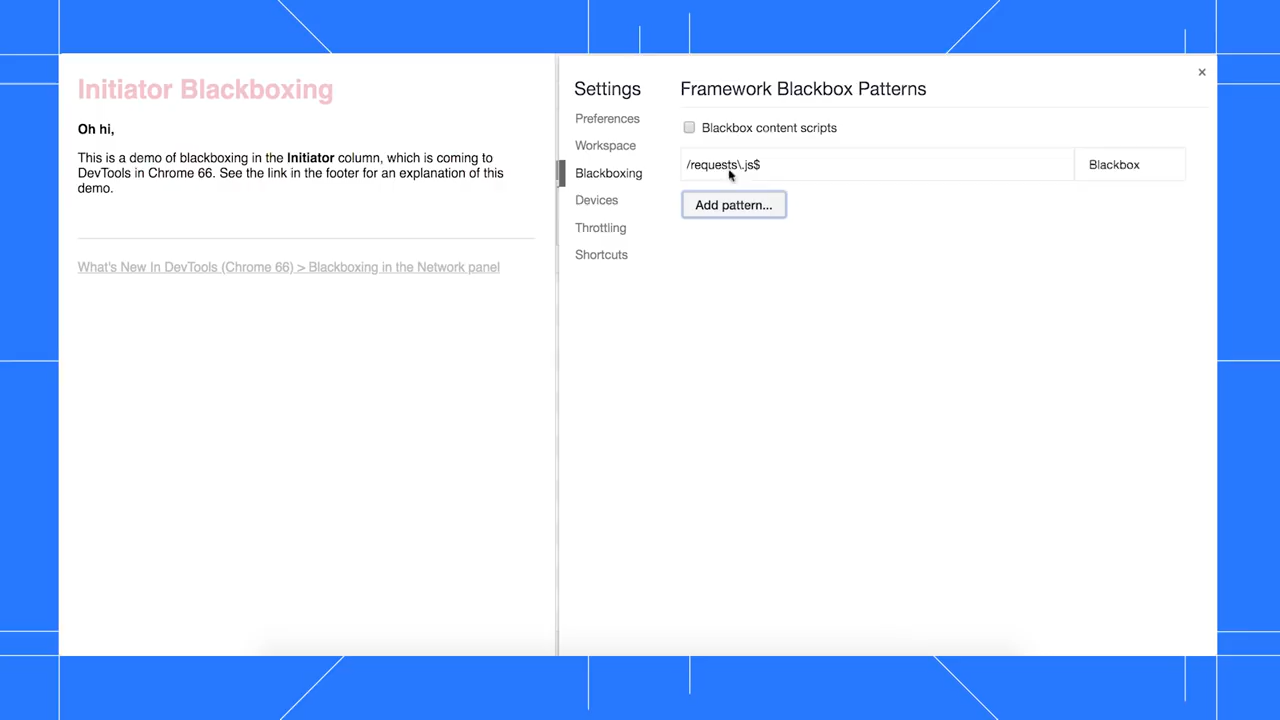 Initiator Blackboxing
Oh hi,
This is a demo of blackboxing in the Initiator column, which is coming to
DevTools in Chrome 66. See the link in the footer for an explanation of this
demo.
What's New In DevTools (Chrome 66) > Blackboxing in the Network panel
Settings
Preferences
Workspace
Blackboxing
Devices
Throttling
Shortcuts
Framework Blackbox Patterns
Blackbox content scripts
/requests\.js$ Blackbox
Add pattern...